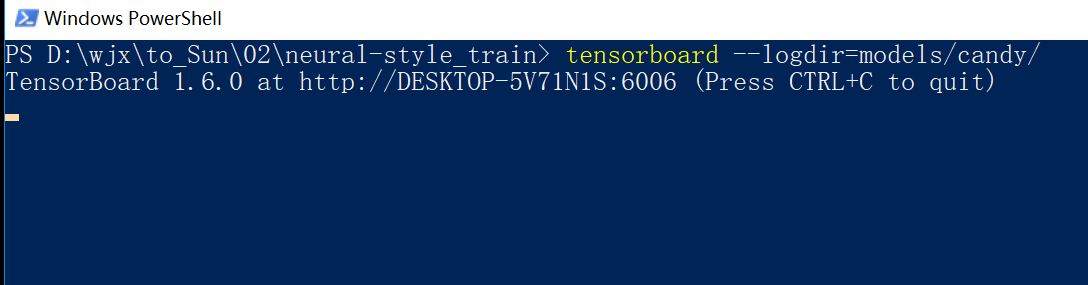 Windows PowerShell
PS D:\wjx\to_Sun\02\neural-style_train> tensorboard --logdir=models/candy/
TensorBoard 1.6.0 at http://DESKTOP-5V71N1S:6006 (Press CTRL+C to quit)